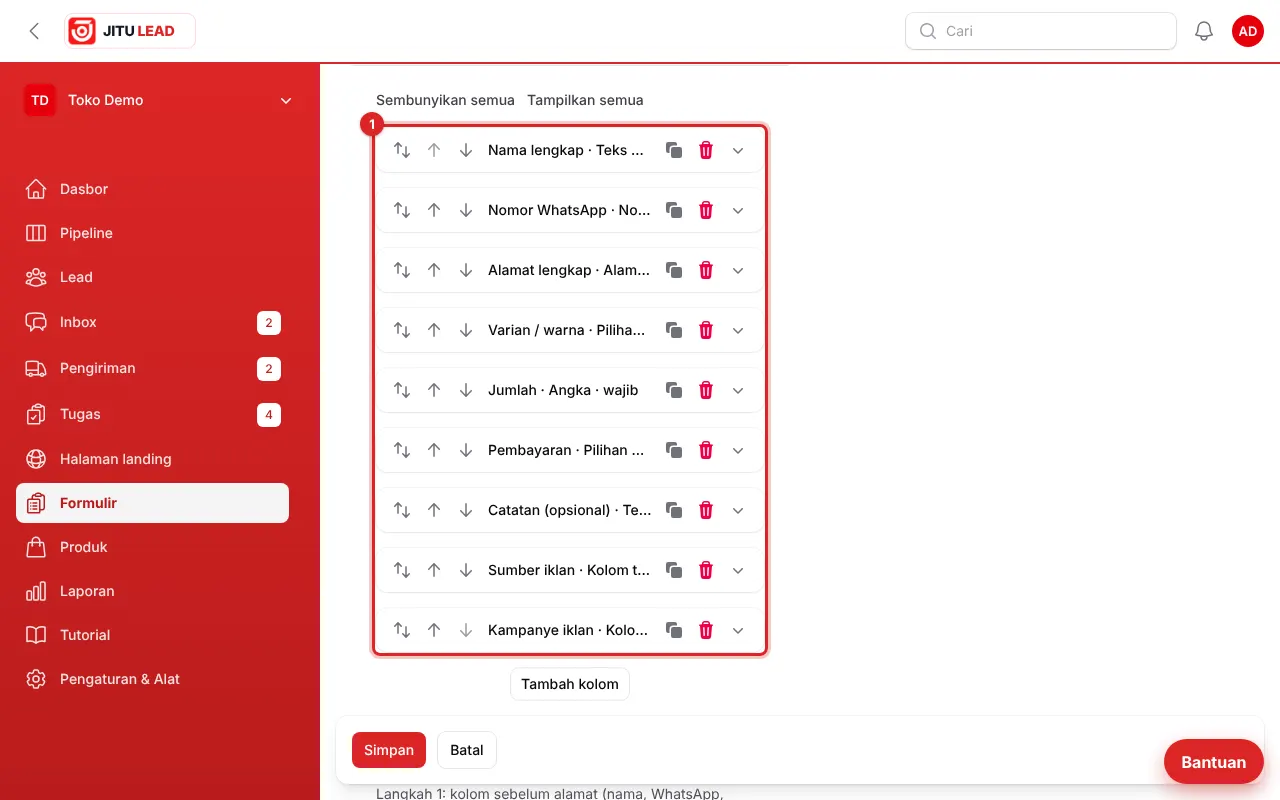 JITU LEAD
Cari
AD
TD
Toko Demo
Dasbor
Pipeline
Lead
Inbox
2
Pengiriman
2
Tugas
4
Halaman landing
Formulir
Produk
Laporan
Tutorial
Pengaturan & Alat
Sembunyikan semua
Tampilkan semua
1
Nama lengkap · Teks ...
Nomor WhatsApp · No...
Alamat lengkap · Alam...
Varian / warna · Piliha...
Jumlah · Angka · wajib
Pembayaran · Pilihan ...
Catatan (opsional) · Te...
Sumber iklan · Kolom t...
Kampanye iklan · Kolo...
Tambah kolom
Simpan
Batal
Bantuan
Langkah 1: kolom sebelum alamat (nama, WhatsApp,